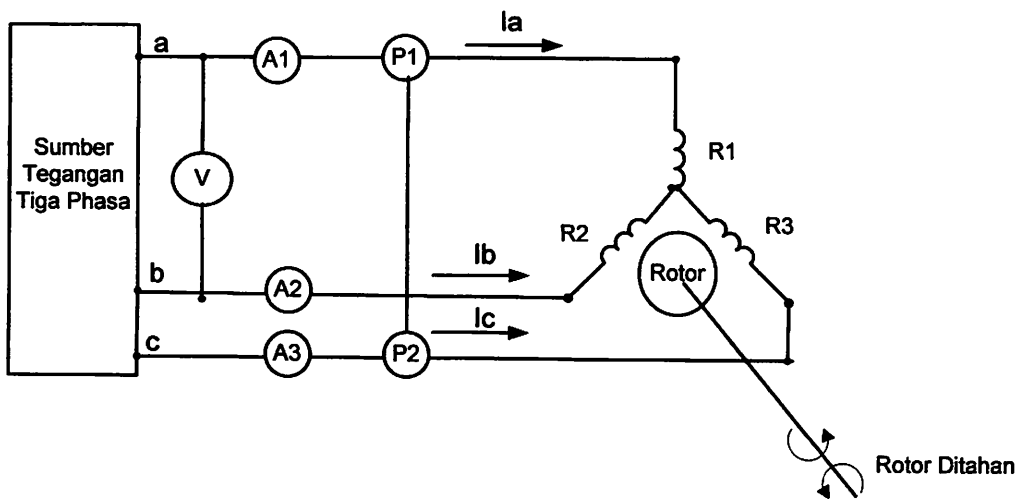 Sumber
Tegangan
Tiga Phasa
a
A1
P1
Ia
V
R1
R2
R3
Rotor
b
A2
Ib
c
A3
P2
Ic
Rotor Ditahan